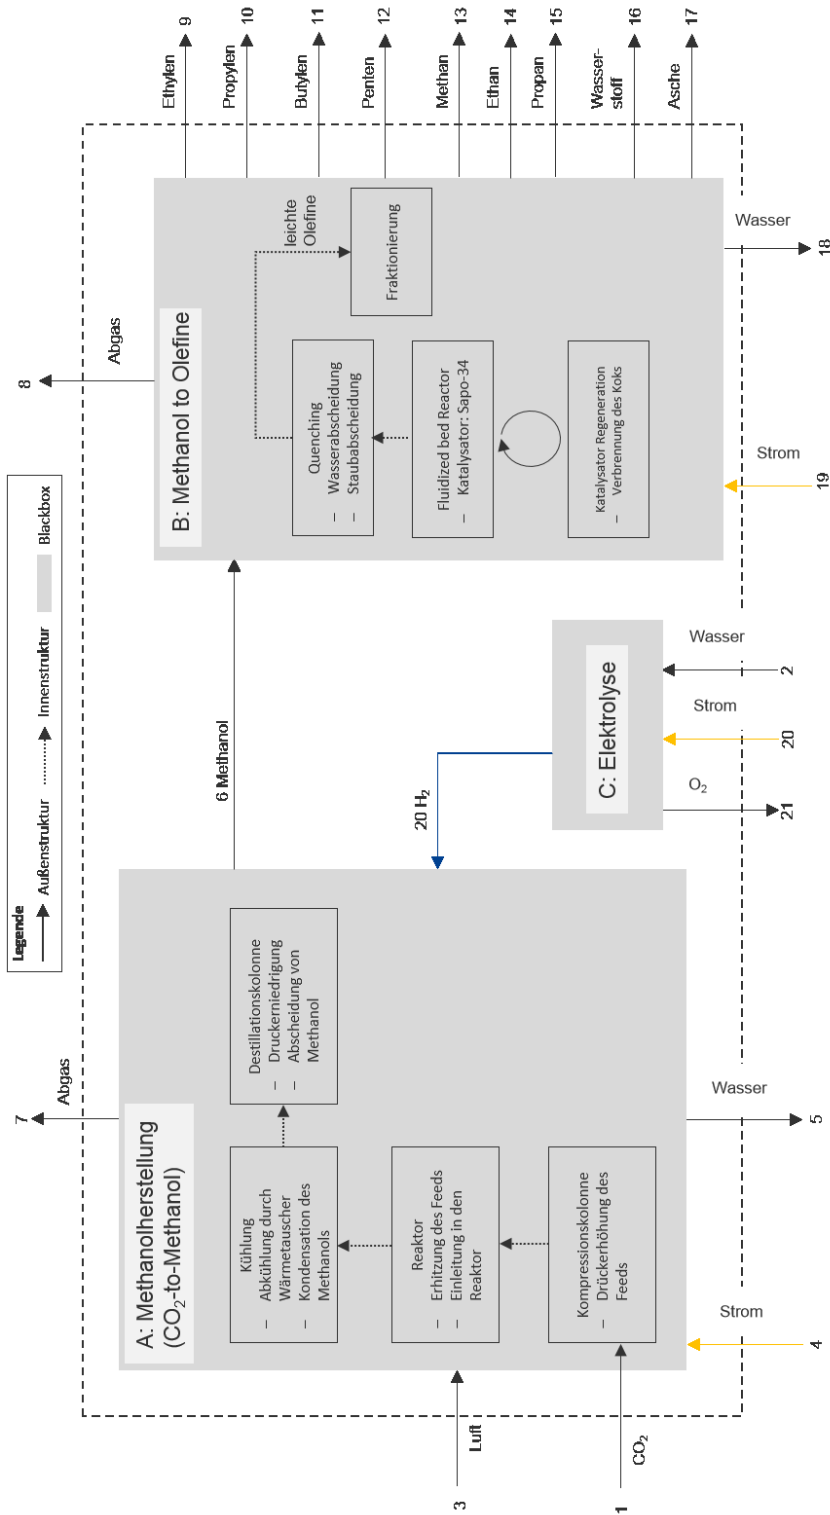 Legende
Außenstruktur
Innenstruktur
Blackbox
7
Abgas
8
Abgas
A: Methanolherstellung
(CO₂-to-Methanol)
Kühlung
– Abkühlung durch
Wärmetauscher
– Kondensation des
Methanols
Destillationskolonne
– Druckerniedrigung
– Abscheidung von
Methanol
Reaktor
– Erhitzung des Feeds
– Einleitung in den
Reaktor
Kompressionskolonne
– Drückerhöhung des
Feeds
3
Luft
1
CO₂
4
Strom
5
Wasser
6 Methanol
20 H₂
C: Elektrolyse
21
O₂
20
Strom
2
Wasser
B: Methanol to Olefine
Quenching
– Wasserabscheidung
– Staubabscheidung
leichte
Olefine
Fraktionierung
Fluidized bed Reactor
– Katalysator: Sapo-34
Katalysator Regeneration
– Verbrennung des Koks
19
Strom
18
Wasser
Ethylen
9
Propylen
10
Butylen
11
Penten
12
Methan
13
Ethan
14
Propan
15
Wasser-
stoff
16
Asche
17